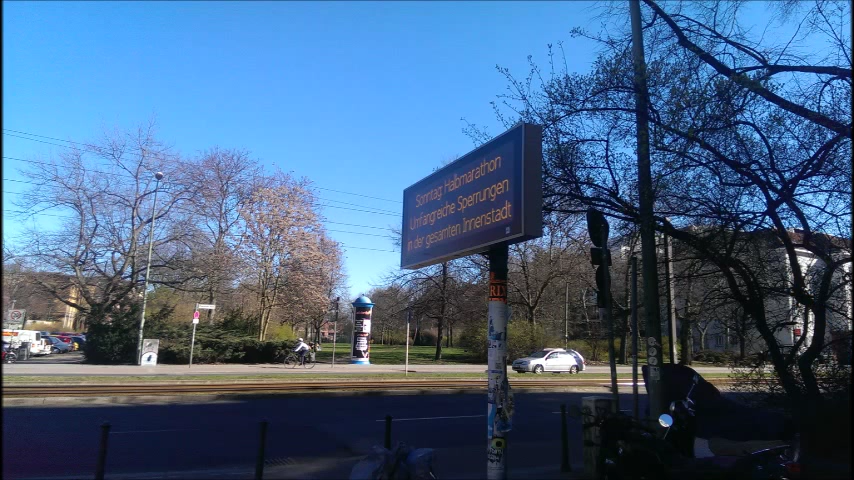 Sonntag Halbmarathon
Umfangreiche Sperrungen
in der gesamten Innenstadt